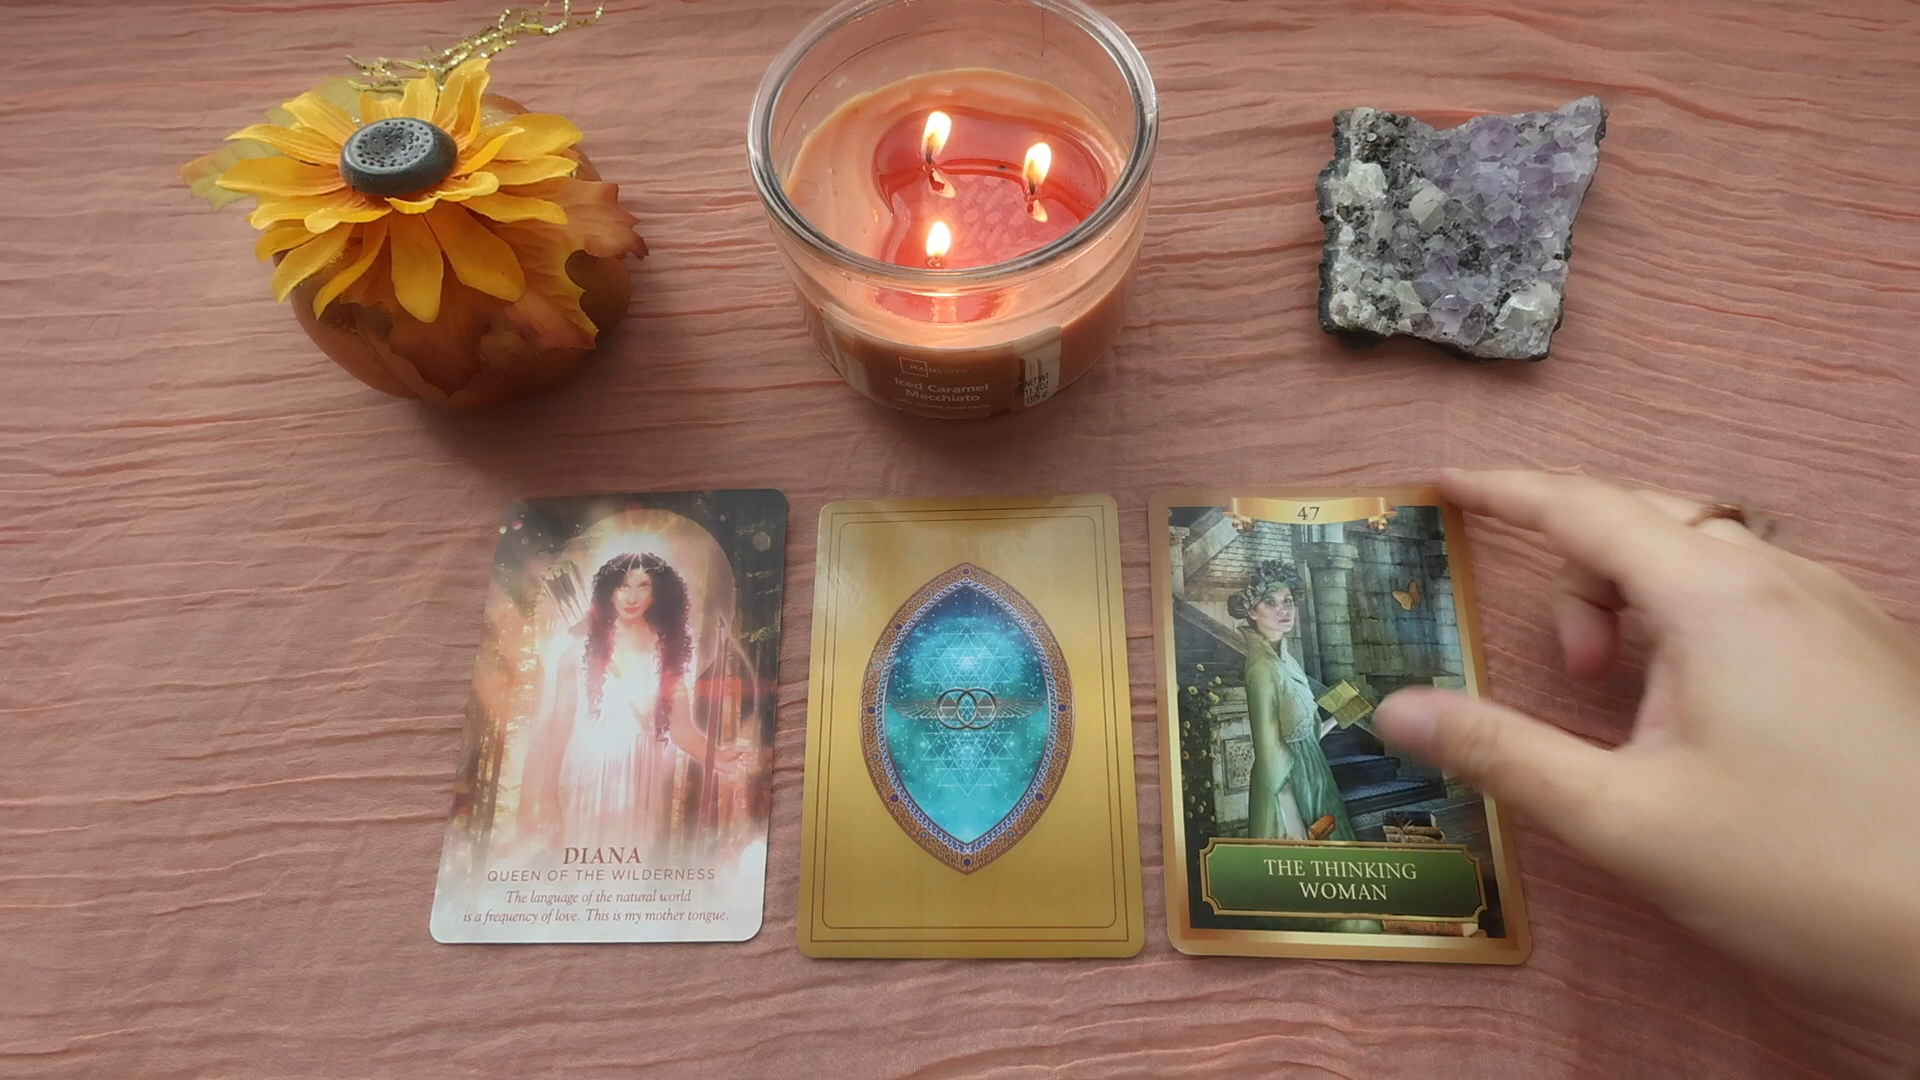 MAINSTAYS
Iced Caramel
Macchiato
DIANA
QUEEN OF THE WILDERNESS
The language of the natural world
is a frequency of love. This is my mother tongue.
47
THE THINKING
WOMAN